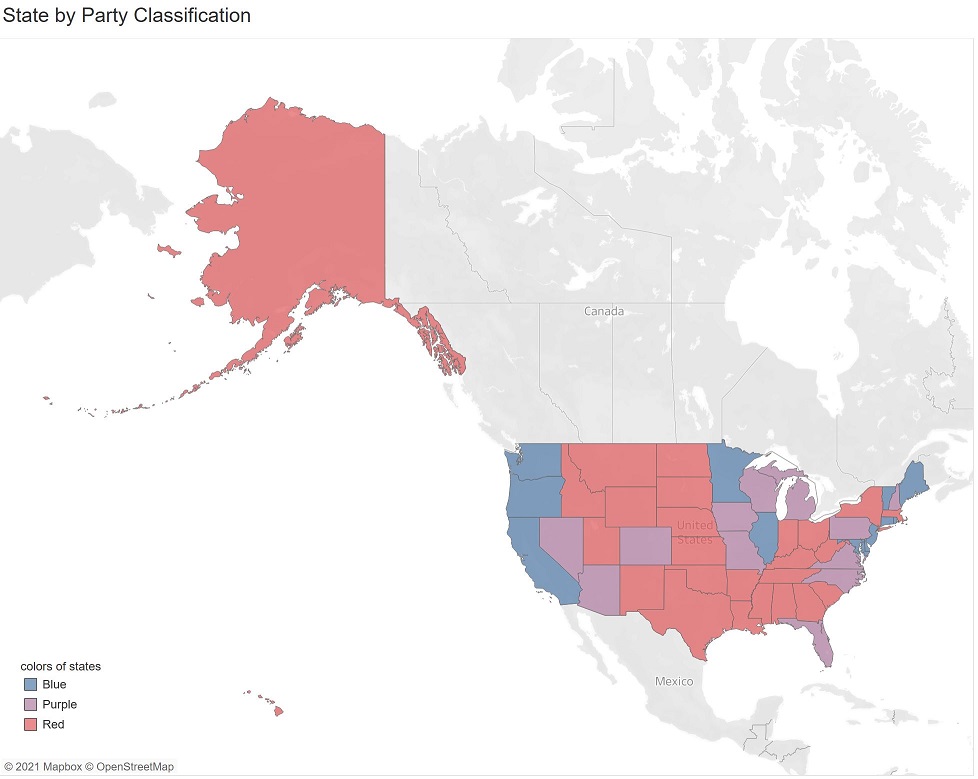 State by Party Classification
Canada
United
States
Mexico
colors of states
Blue
Purple
Red
© 2021 Mapbox © OpenStreetMap